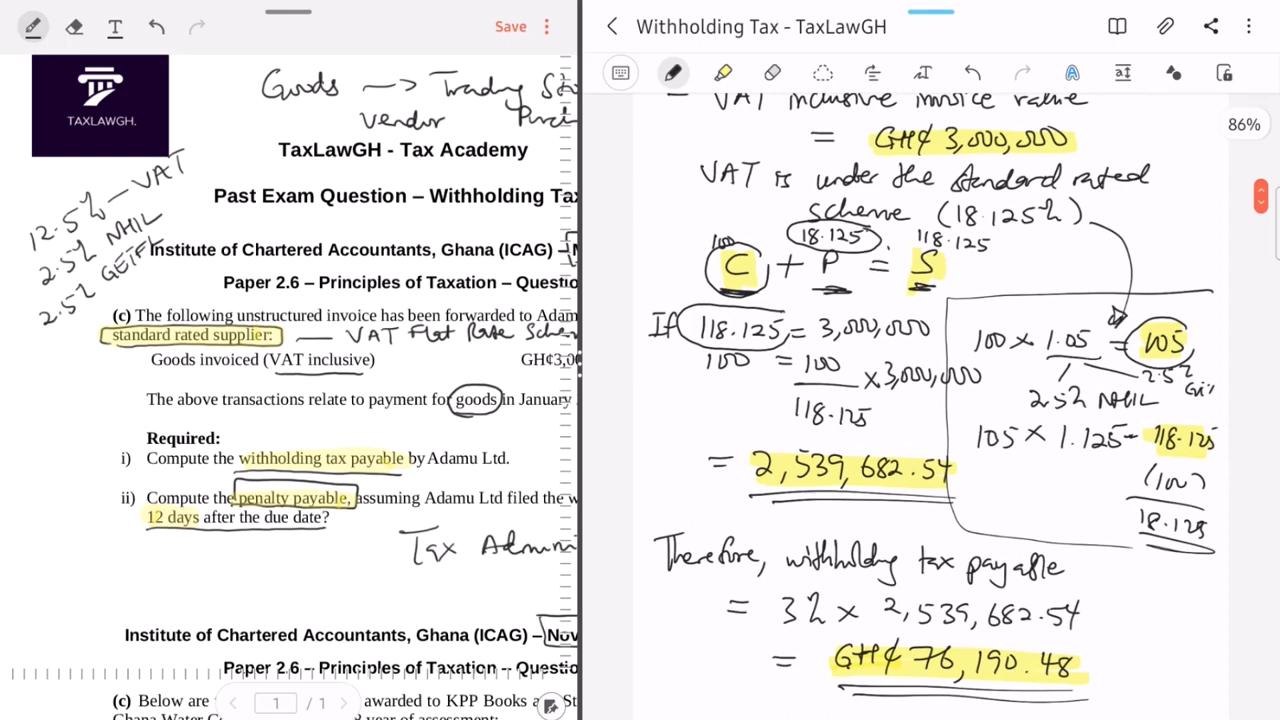 Save
TAXLAWGH.
Goods → Trading
vendor
TaxLawGH - Tax Academy
Past Exam Question – Withholding Ta
12.5% — VAT
2.5% NHIL
2.5% GETFL
Institute of Chartered Accountants, Ghana (ICAG) –
Paper 2.6 – Principles of Taxation - Questio
(c) The following unstructured invoice has been forwarded to Adam
standard rated supplier: — VAT Flat Rate Schem
Goods invoiced (VAT inclusive) GH¢3,0
The above transactions relate to payment for goods in January
Required:
i) Compute the withholding tax payable by Adamu Ltd.
ii) Compute the penalty payable, assuming Adamu Ltd filed the w
12 days after the due date?
Tax Admini
Institute of Chartered Accountants, Ghana (ICAG) – Nov
Paper 2.6 – Principles of Taxation - Questio
(c) Below are awarded to KPP Books
1 / 1
Withholding Tax - TaxLawGH
86%
= VAT inclusive invoice value
= GH¢ 3,000,000
VAT is under the standard rated
scheme (18.125%)
100 18.125 118.125
C + P = S
If 118.125 = 3,000,000
100 = 100 x 3,000,000
118.125
= 2,539,682.54
100 x 1.05 = 105
2.5% NHIL 2.5%
105 x 1.125 - 118.125
(100)
18.125
Therefore, withholding tax payable
= 3% x 2,539,682.54
= GH¢ 76,190.48